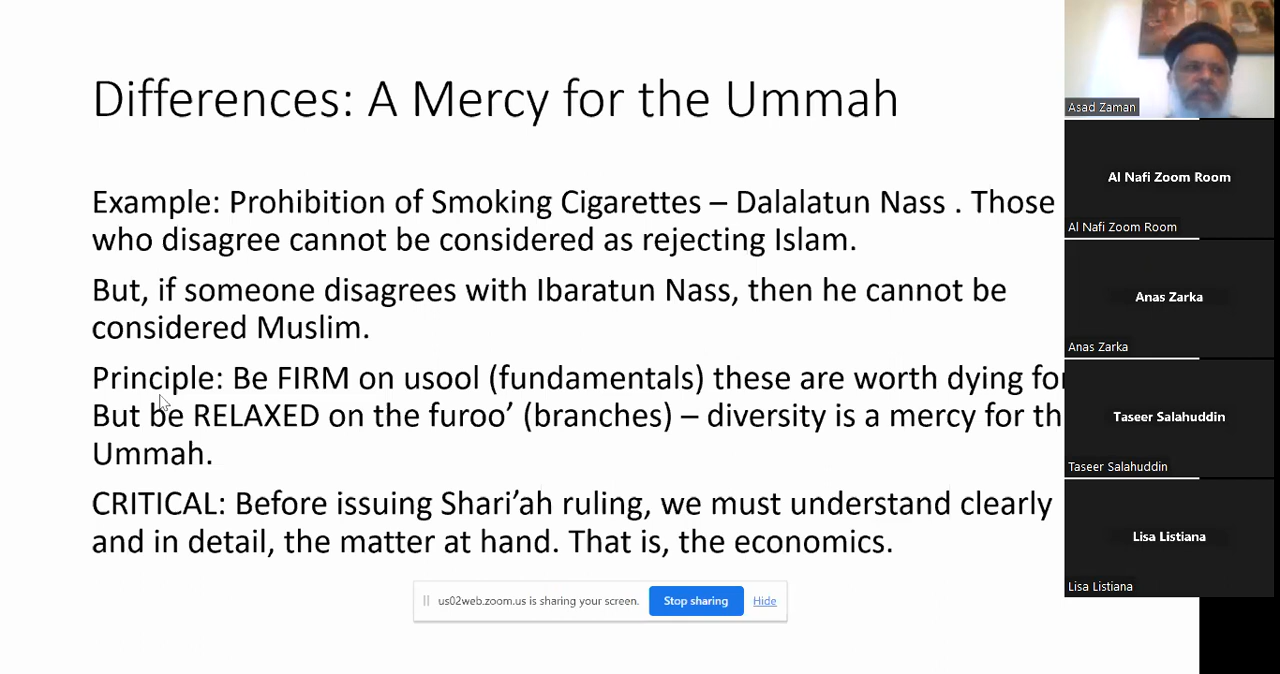 Differences: A Mercy for the Ummah
Example: Prohibition of Smoking Cigarettes – Dalalatun Nass . Those
who disagree cannot be considered as rejecting Islam.
But, if someone disagrees with Ibaratun Nass, then he cannot be
considered Muslim.
Principle: Be FIRM on usool (fundamentals) these are worth dying for
But be RELAXED on the furoo’ (branches) – diversity is a mercy for th
Ummah.
CRITICAL: Before issuing Shari’ah ruling, we must understand clearly
and in detail, the matter at hand. That is, the economics.
us02web.zoom.us is sharing your screen.
Stop sharing
Hide
Asad Zaman
Al Nafi Zoom Room
Al Nafi Zoom Room
Anas Zarka
Anas Zarka
Taseer Salahuddin
Taseer Salahuddin
Lisa Listiana
Lisa Listiana